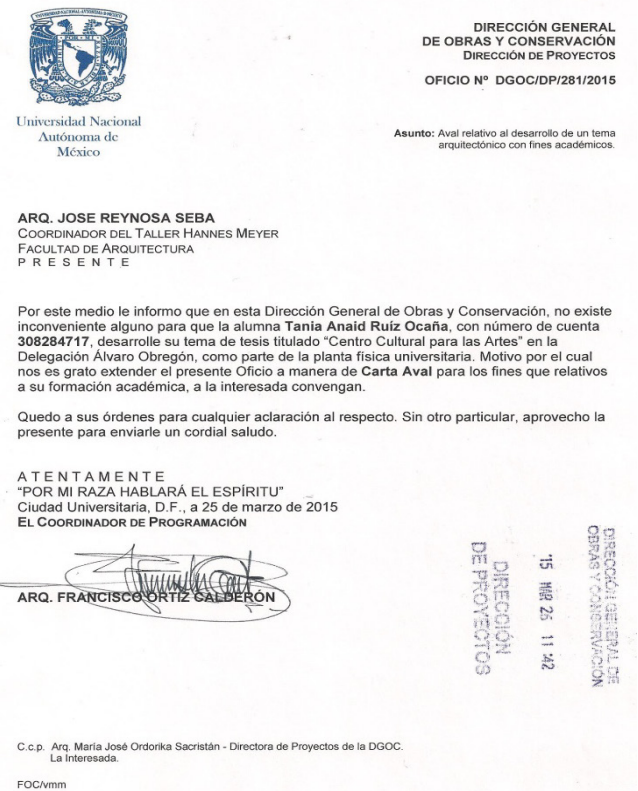 Universidad Nacional
Autónoma de
México
DIRECCIÓN GENERAL
DE OBRAS Y CONSERVACIÓN
DIRECCIÓN DE PROYECTOS
OFICIO Nº DGOC/DP/281/2015
Asunto: Aval relativo al desarrollo de un tema
arquitectónico con fines académicos.
ARQ. JOSE REYNOSA SEBA
COORDINADOR DEL TALLER HANNES MEYER
FACULTAD DE ARQUITECTURA
P R E S E N T E
Por este medio le informo que en esta Dirección General de Obras y Conservación, no existe
inconveniente alguno para que la alumna Tania Anaid Ruíz Ocaña, con número de cuenta
308284717, desarrolle su tema de tesis titulado “Centro Cultural para las Artes” en la
Delegación Álvaro Obregón, como parte de la planta física universitaria. Motivo por el cual
nos es grato extender el presente Oficio a manera de Carta Aval para los fines que relativos
a su formación académica, a la interesada convengan.
Quedo a sus órdenes para cualquier aclaración al respecto. Sin otro particular, aprovecho la
presente para enviarle un cordial saludo.
A T E N T A M E N T E
“POR MI RAZA HABLARÁ EL ESPÍRITU”
Ciudad Universitaria, D.F., a 25 de marzo de 2015
EL COORDINADOR DE PROGRAMACIÓN
ARQ. FRANCISCO ORTÍZ CALDERÓN
DIRECCIÓN GENERAL DE
OBRAS Y CONSERVACIÓN
'15 MAR 26 11:42
DIRECCIÓN
DE PROYECTOS
C.c.p. Arq. María José Ordorika Sacristán - Directora de Proyectos de la DGOC.
La Interesada.
FOC/vmm